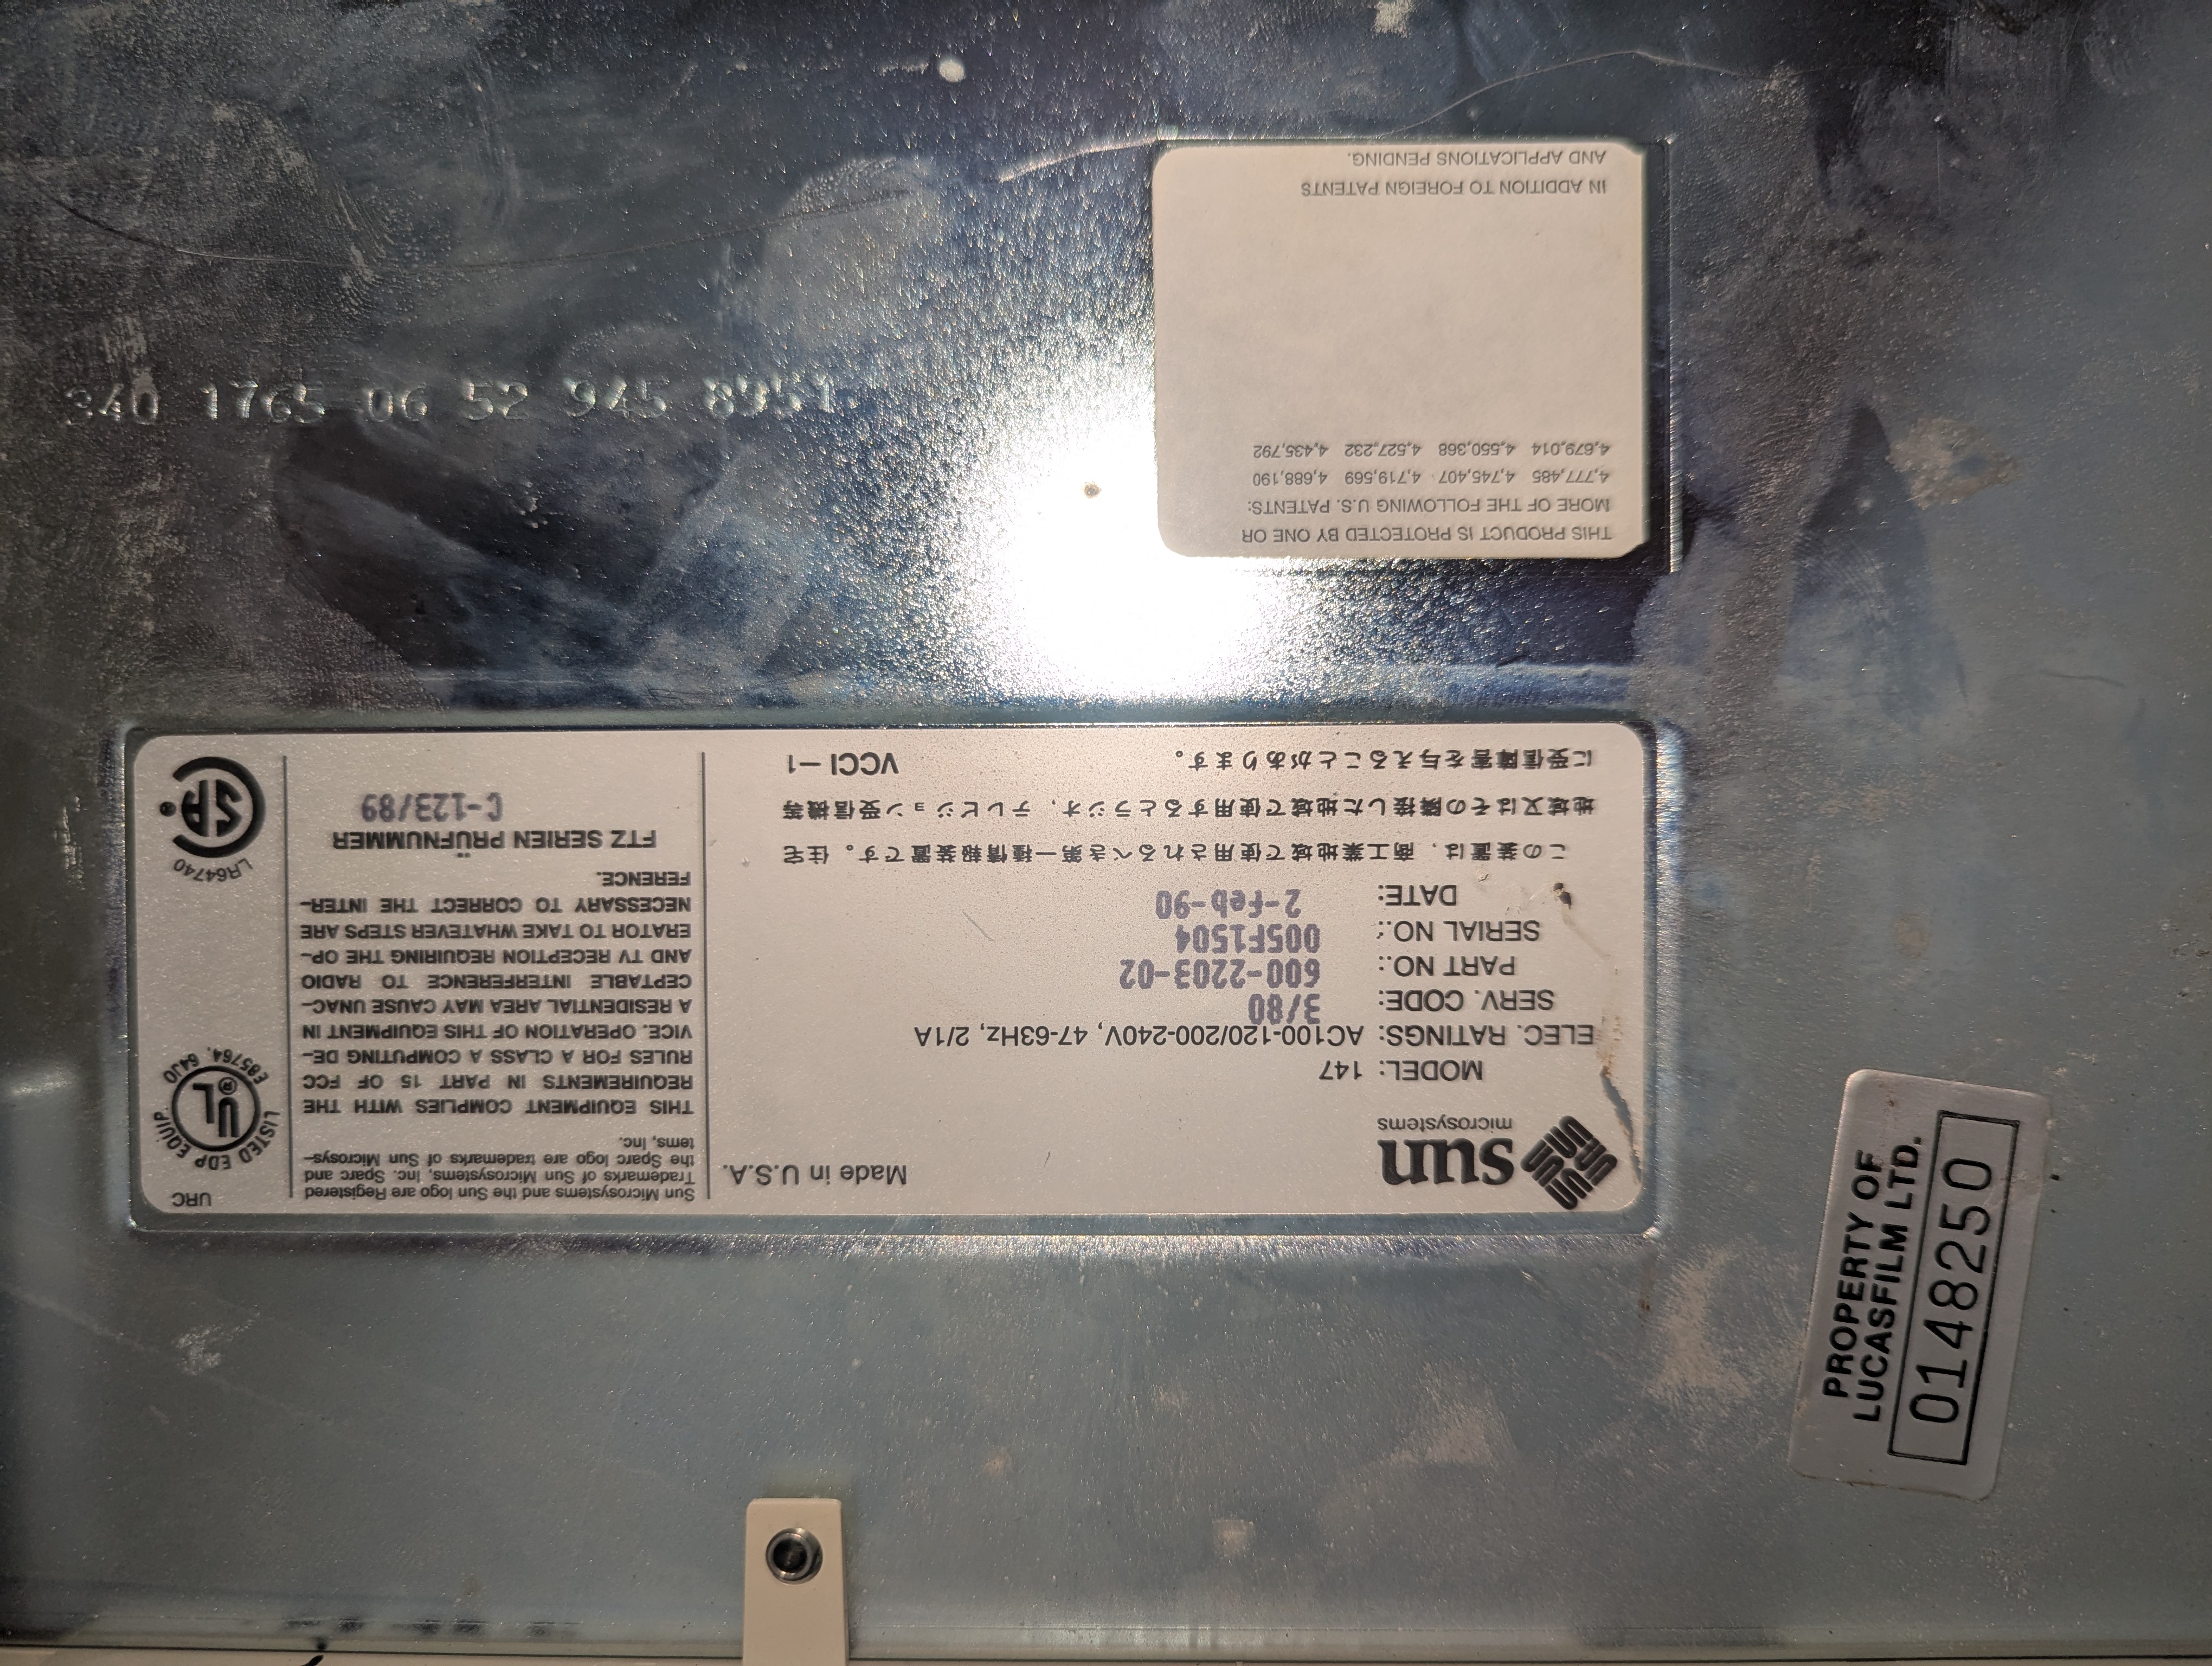 340 1765 06 52 945 8951
THIS PRODUCT IS PROTECTED BY ONE OR
MORE OF THE FOLLOWING U.S. PATENTS:
4,777,485 4,745,407 4,719,569 4,688,190
4,679,014 4,550,368 4,527,232 4,435,792
IN ADDITION TO FOREIGN PATENTS
AND APPLICATIONS PENDING.
sun
microsystems
Made in U.S.A.
MODEL: 147
ELEC. RATINGS: AC100-120/200-240V, 47-63Hz, 2/1A
SERV. CODE: 3/80
PART NO.: 600-2203-02
SERIAL NO.: 005F1504
DATE: 2-Feb-90
この装置は、商工業地域で使用されるべき第一種情報装置です。住宅
地域又はその隣接した地域で使用するとラジオ、テレビジョン受信機等
に受信障害を与えることがあります。 VCCI-1
Sun Microsystems and the Sun logo are Registered
Trademarks of Sun Microsystems, Inc. Sparc and
the Sparc logo are trademarks of Sun Microsys-
tems, Inc.
THIS EQUIPMENT COMPLIES WITH THE
REQUIREMENTS IN PART 15 OF FCC
RULES FOR A CLASS A COMPUTING DE-
VICE. OPERATION OF THIS EQUIPMENT IN
A RESIDENTIAL AREA MAY CAUSE UNAC-
CEPTABLE INTERFERENCE TO RADIO
AND TV RECEPTION REQUIRING THE OP-
ERATOR TO TAKE WHATEVER STEPS ARE
NECESSARY TO CORRECT THE INTER-
FERENCE.
FTZ SERIEN PRÜFNUMMER
C-123/89
URC
LISTED EDP EQUIP
UL®
E85764, 64J0
LR64740
SA
PROPERTY OF
LUCASFILM LTD.
0148250